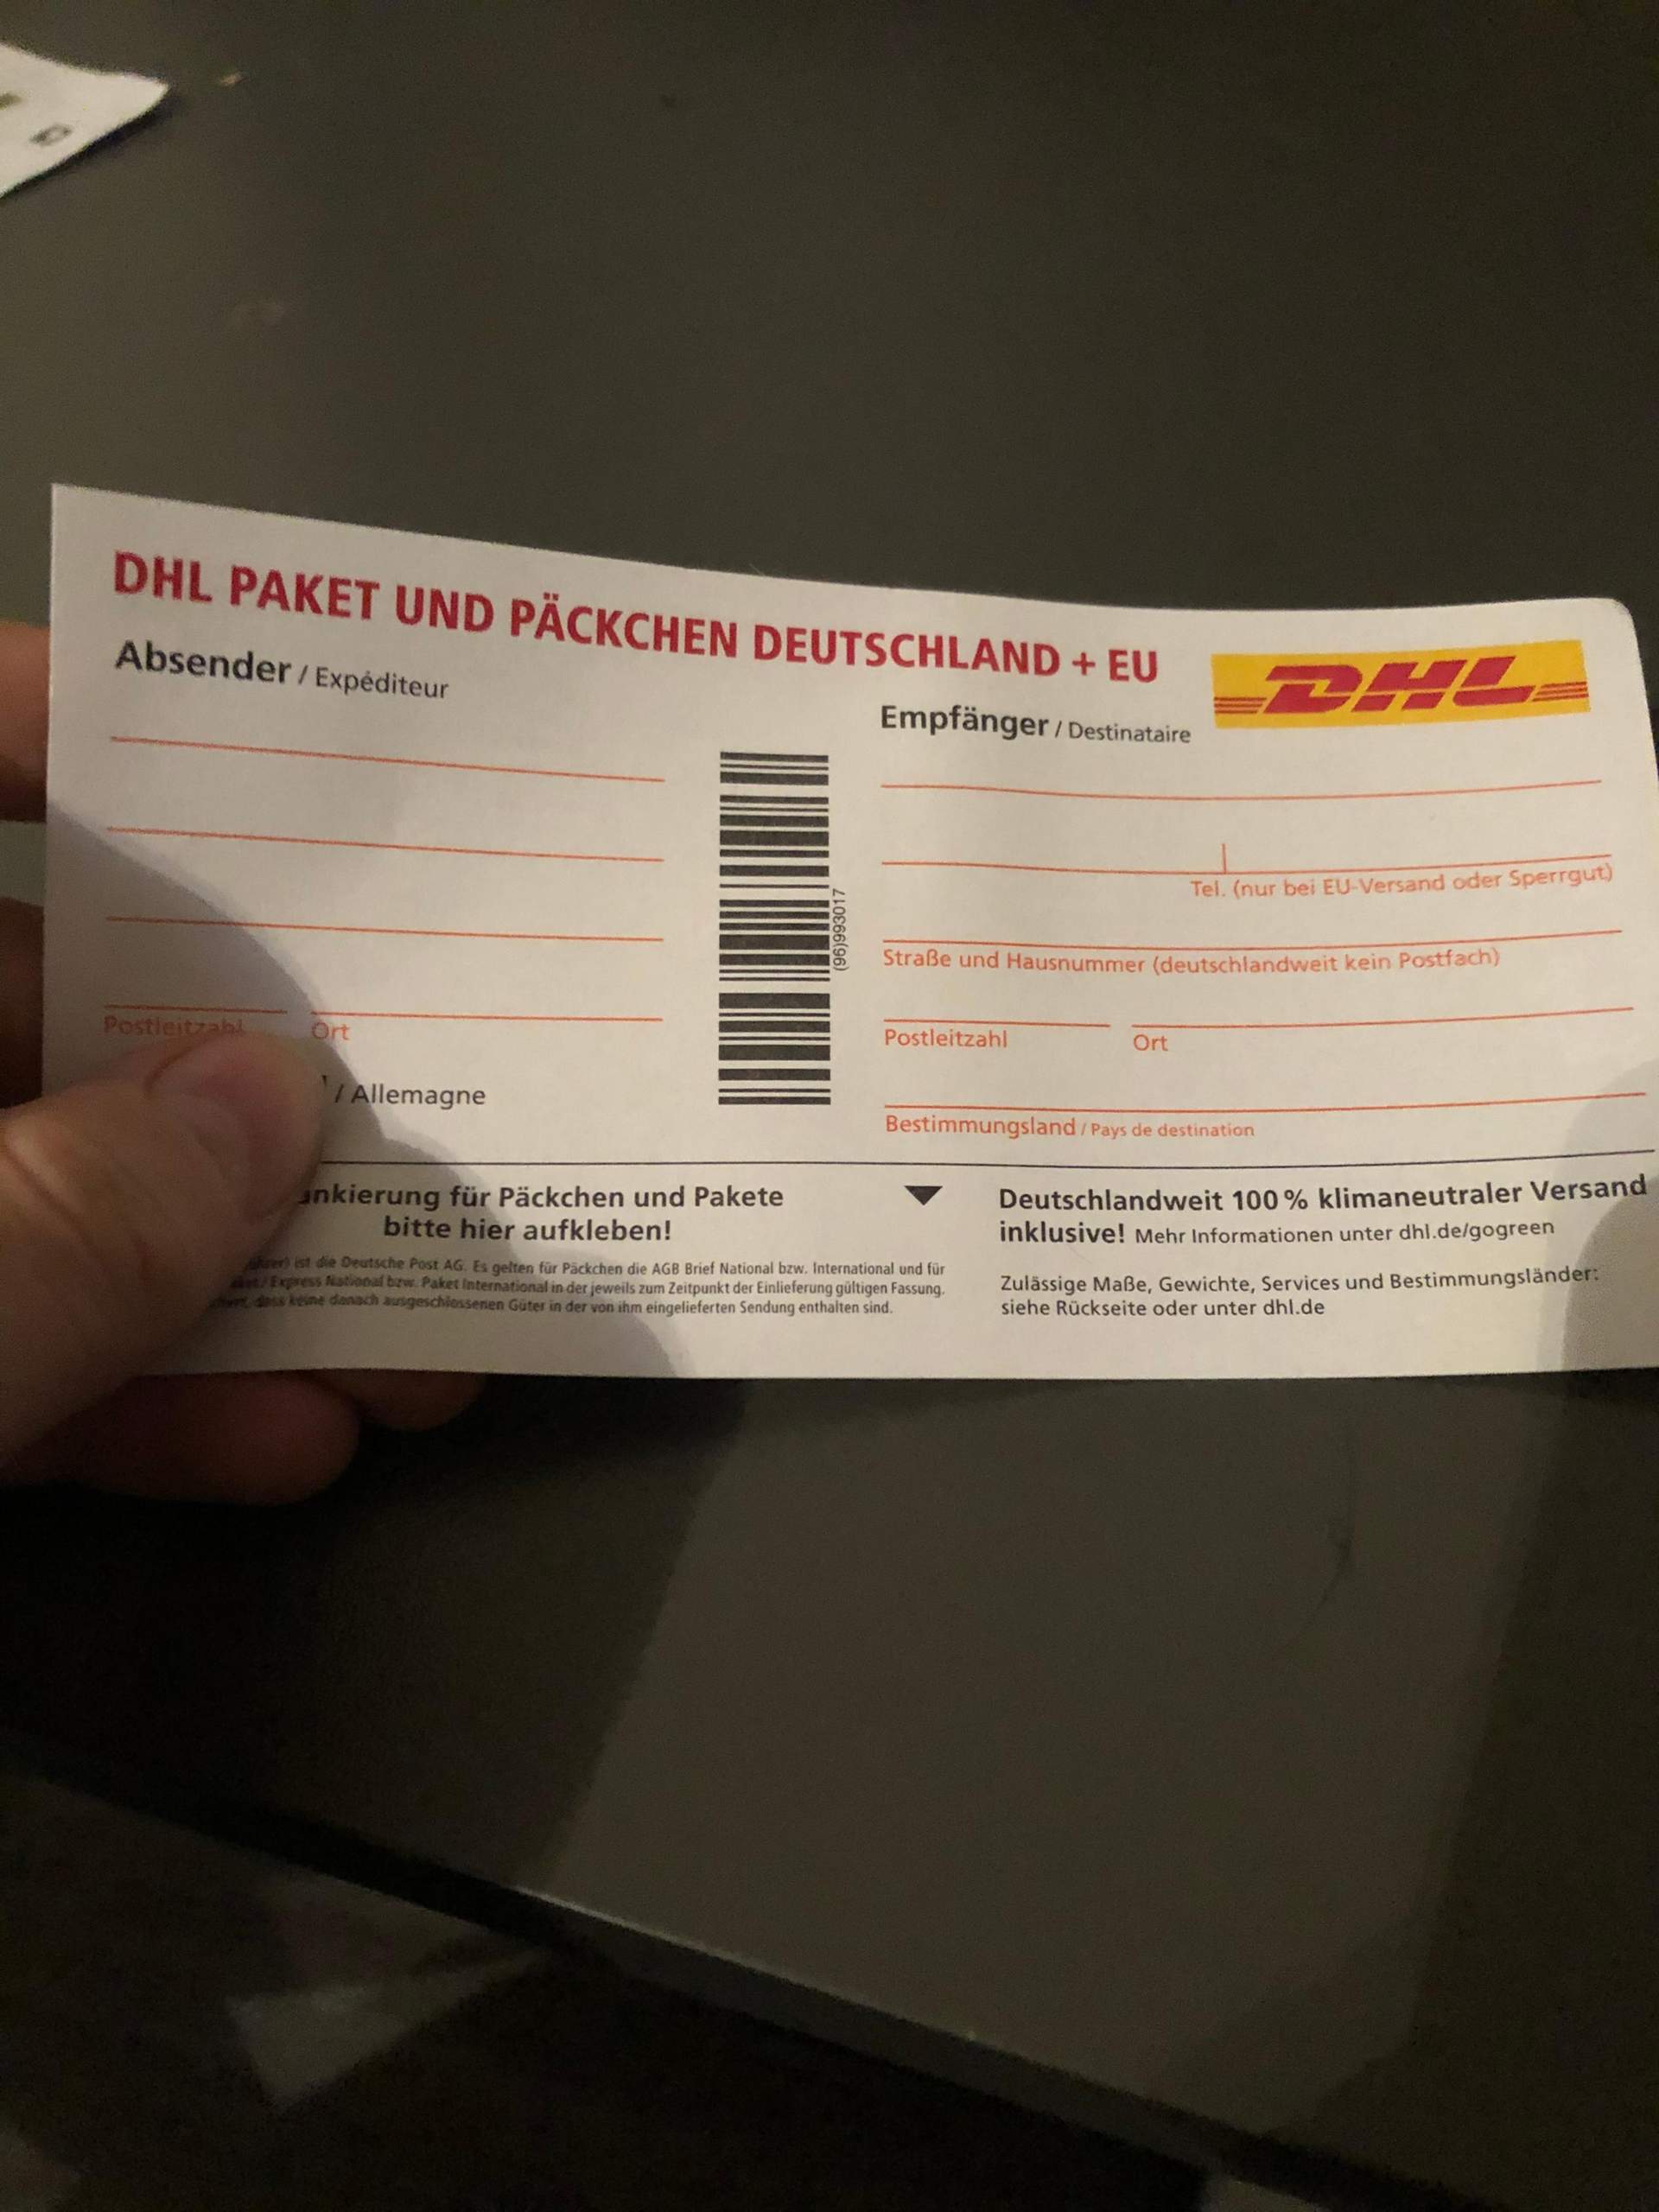 DHL PAKET UND PÄCKCHEN DEUTSCHLAND + EU
DHL
Absender / Expéditeur
Postleitzahl
Ort
/ Allemagne
(96)993017
Empfänger / Destinataire
Tel. (nur bei EU-Versand oder Sperrgut)
Straße und Hausnummer (deutschlandweit kein Postfach)
Postleitzahl
Ort
Bestimmungsland / Pays de destination
für Päckchen und Pakete
bitte hier aufkleben!
ist die Deutsche Post AG. Es gelten für Päckchen die AGB Brief National bzw. International und für
Express National bzw. Paket International in der jeweils zum Zeitpunkt der Einlieferung gültigen Fassung.
dass keine danach ausgeschlossenen Güter in der von ihm eingelieferten Sendung enthalten sind.
Deutschlandweit 100 % klimaneutraler Versand
inklusive! Mehr Informationen unter dhl.de/gogreen
Zulässige Maße, Gewichte, Services und Bestimmungsländer:
siehe Rückseite oder unter dhl.de